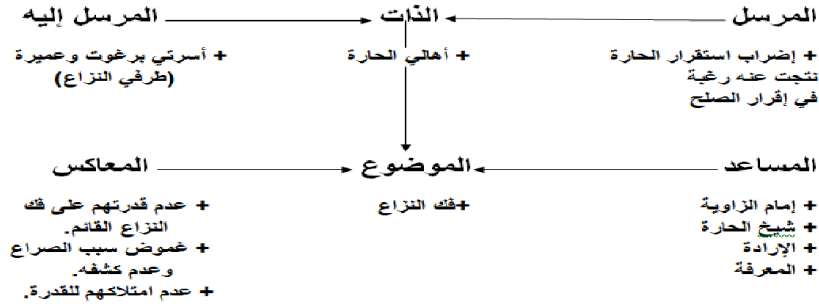 المرسل
الذات
المرسل إليه
+ إضراب استقرار الحارة
نتجت عنه رغبة
في إقرار الصلح
+ أهالي الحارة
+ أسرتي برغوت وعميرة
(طرفي النزاع)
المساعد
الموضوع
المعاكس
+ إمام الزاوية
+ شيخ الحارة
+ الإرادة
+ المعرفة
+فك النزاع
+ عدم قدرتهم على فك
النزاع القائم.
+ غموض سبب الصراع
وعدم كشفه.
+ عدم امتلاكهم للقدرة.